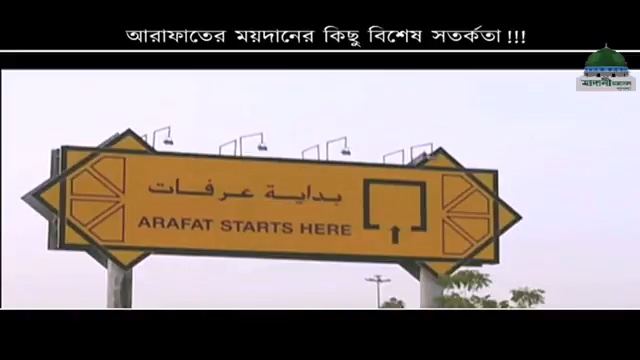 আরাফাতের ময়দানের কিছু বিশেষ সতর্কতা !!!
মাদানী
بداية عرفات
ARAFAT STARTS HERE